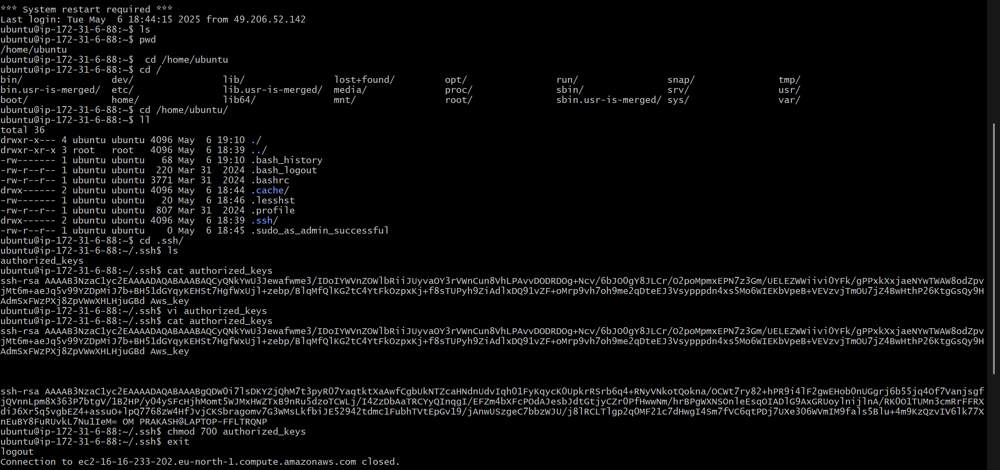 *** System restart required ***
Last login: Tue May  6 18:44:15 2025 from 49.206.52.142
ubuntu@ip-172-31-6-88:~$ ls
ubuntu@ip-172-31-6-88:~$ pwd
/home/ubuntu
ubuntu@ip-172-31-6-88:~$  cd /home/ubuntu
ubuntu@ip-172-31-6-88:~$ cd /
bin/                dev/                lib/                lost+found/         opt/                run/                snap/               tmp/
bin.usr-is-merged/  etc/                lib.usr-is-merged/  media/              proc/               sbin/               srv/                usr/
boot/               home/               lib64/              mnt/                root/               sbin.usr-is-merged/ sys/                var/
ubuntu@ip-172-31-6-88:~$ cd /home/ubuntu/
ubuntu@ip-172-31-6-88:~$ ll
total 36
drwxr-x--- 4 ubuntu ubuntu 4096 May  6 19:10 ./
drwxr-xr-x 3 root   root   4096 May  6 18:39 ../
-rw------- 1 ubuntu ubuntu   68 May  6 19:10 .bash_history
-rw-r--r-- 1 ubuntu ubuntu  220 Mar 31  2024 .bash_logout
-rw-r--r-- 1 ubuntu ubuntu 3771 Mar 31  2024 .bashrc
drwx------ 2 ubuntu ubuntu 4096 May  6 18:44 .cache/
-rw------- 1 ubuntu ubuntu   20 May  6 18:46 .lesshst
-rw-r--r-- 1 ubuntu ubuntu  807 Mar 31  2024 .profile
drwx------ 2 ubuntu ubuntu 4096 May  6 18:39 .ssh/
-rw-r--r-- 1 ubuntu ubuntu    0 May  6 18:45 .sudo_as_admin_successful
ubuntu@ip-172-31-6-88:~$ cd .ssh/
ubuntu@ip-172-31-6-88:~/.ssh$ ls
authorized_keys
ubuntu@ip-172-31-6-88:~/.ssh$ cat authorized_keys
ssh-rsa AAAAB3NzaC1yc2EAAAADAQABAAABAQCyQNkYwU3Jewafwme3/IDoIYWVnZOWlbRiiJUyvaOY3rVWnCun8VhLPAvvDODRDOg+Ncv/6bJO0gY8JLCr/O2poMpmxEPN7z3Gm/UELEZWWiivi0YFk/gPPxkXxjaeNYwTWAW8odZpv
jMt6m+aeJq5v99YZDpMiJ7b+BH51dGYqyKEHSt7HgfWxUjl+zebp/BlqMfQlKG2tC4YtFkOzpxKj+f8sTUPyh9ZiAdlxDQ91vZF+oMrp9vh7oh9me2qDteEJ3Vsypppdn4xs5Mo6WIEKbVpeB+VEVzvjTmOU7jZ4BwHthP26KtgGsQy9H
AdmSxFWzPXj8ZpVWwXHLHjuGBd Aws_key
ubuntu@ip-172-31-6-88:~/.ssh$ vi authorized_keys
ubuntu@ip-172-31-6-88:~/.ssh$ cat authorized_keys
ssh-rsa AAAAB3NzaC1yc2EAAAADAQABAAABAQCyQNkYwU3Jewafwme3/IDoIYWVnZOWlbRiiJUyvaOY3rVWnCun8VhLPAvvDODRDOg+Ncv/6bJO0gY8JLCr/O2poMpmxEPN7z3Gm/UELEZWWiivi0YFk/gPPxkXxjaeNYwTWAW8odZpv
jMt6m+aeJq5v99YZDpMiJ7b+BH51dGYqyKEHSt7HgfWxUjl+zebp/BlqMfQlKG2tC4YtFkOzpxKj+f8sTUPyh9ZiAdlxDQ91vZF+oMrp9vh7oh9me2qDteEJ3Vsypppdn4xs5Mo6WIEKbVpeB+VEVzvjTmOU7jZ4BwHthP26KtgGsQy9H
AdmSxFWzPXj8ZpVWwXHLHjuGBd Aws_key
ssh-rsa AAAAB3NzaC1yc2EAAAADAQABAAABgQDW0i7lsDKYZjQhM7t3pyR07YaqtktXaAwfCgbUkNTZcaHNdnUdvIqh01FyKqycK0UpkrRSrb6q4+RNyVNkotQokna/OCWt7ry82+hPR9i4lF2gwEHob0nUGgrj6b55jq4Of7Vanjsgf
jQVnnLpm8X363P7btgV/1B2HP/y04ySFcHjhMomt5WJMxHWZTxB9nRu5dzoTCWLj/I4ZzDbAaTRCYyQInqgI/EFZm4bXFcPOdAJesbJdtGtjyCZr0PfHwwNm/hrBPgWXNSOnleEsqOIADlG9AxGRUoylnijlnA/RK0O1TUMn3cmRrFFRX
diJ6Xr5q5vgbEZ4+assuO+lpQ7768zW4HfJvjCKSbragomv7G3WMsLkfbiJE52942tdmc1FubhTVtEpGv19/jAnwUSzgeC7bbzWJU/j8lRCLTlgp2q0MF21c7dHwgI4Sm7fVC6qtPDj7UXe3O6WVmIM9fals5Blu+4m9KzQzvIV6lk77X
nEuBY8FuRUvkL7Nu1IeM= OM PRAKASH@LAPTOP-FFLTRQNP
ubuntu@ip-172-31-6-88:~/.ssh$ chmod 700 authorized_keys
ubuntu@ip-172-31-6-88:~/.ssh$ exit
logout
Connection to ec2-16-16-233-202.eu-north-1.compute.amazonaws.com closed.